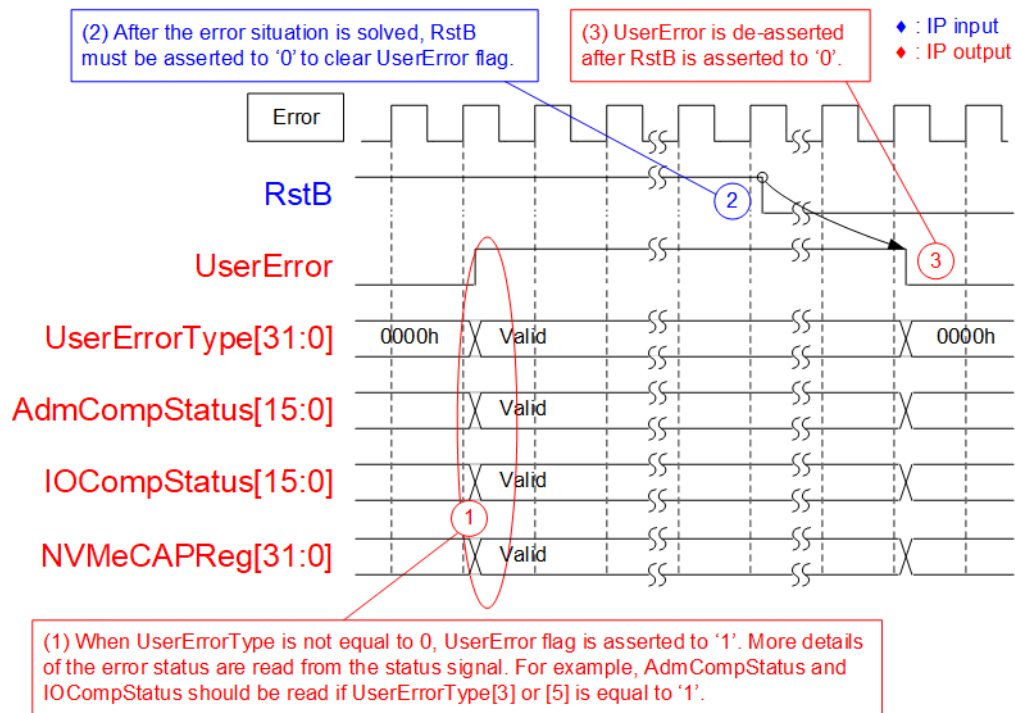 (2) After the error situation is solved, RstB
must be asserted to ‘0’ to clear UserError flag.
(3) UserError is de-asserted
after RstB is asserted to ‘0’.
♦ : IP input
♦ : IP output
Error
RstB
2
UserError
3
UserErrorType[31:0]
0000h
Valid
0000h
AdmCompStatus[15:0]
Valid
IOCompStatus[15:0]
Valid
1
NVMeCAPReg[31:0]
Valid
(1) When UserErrorType is not equal to 0, UserError flag is asserted to ‘1’. More details
of the error status are read from the status signal. For example, AdmCompStatus and
IOCompStatus should be read if UserErrorType[3] or [5] is equal to ‘1’.